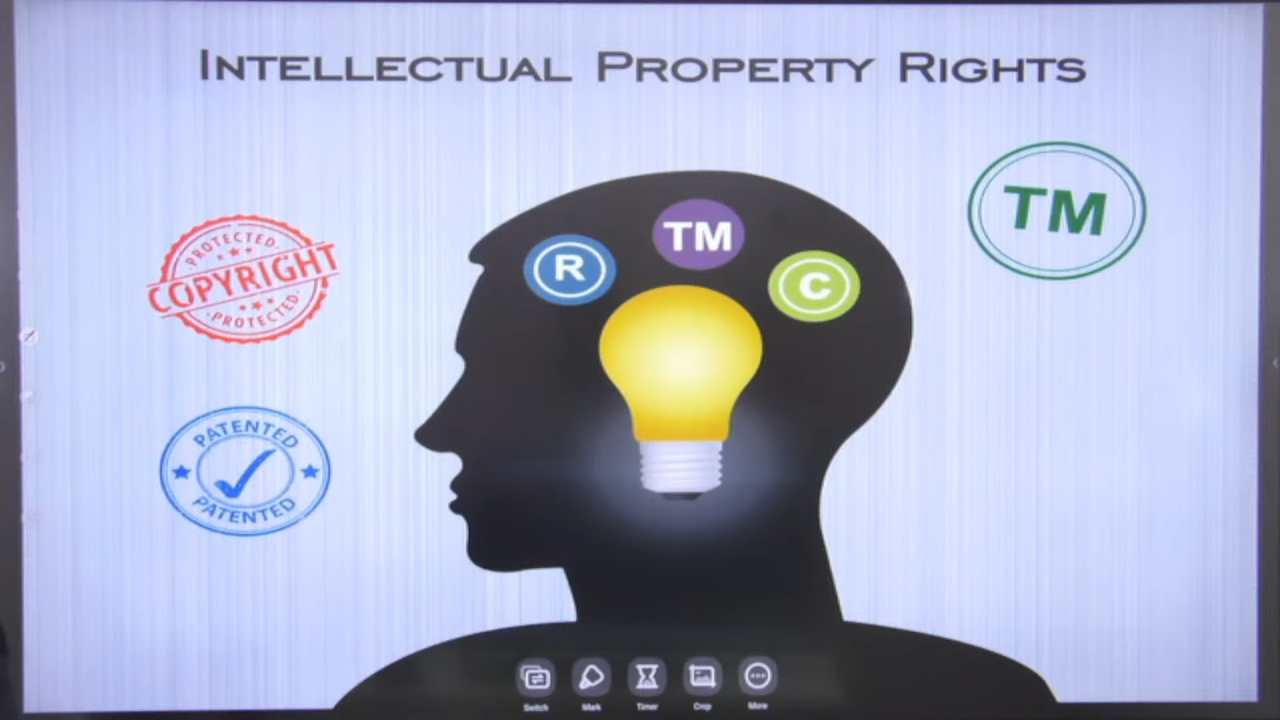 INTELLECTUAL PROPERTY RIGHTS
TM
PROTECTED
COPYRIGHT
PROTECTED
R
TM
C
PATENTED
PATENTED
Switch
Mark
Timer
Crop
More